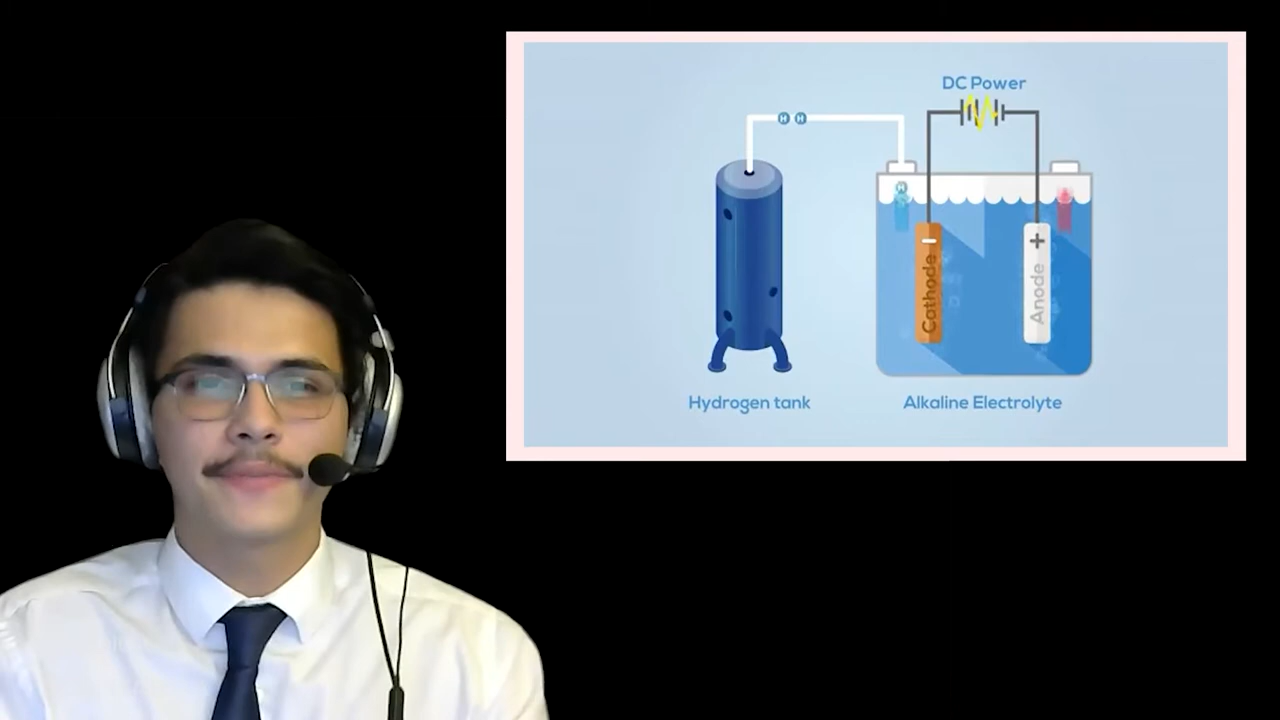 DC Power
H H
H
Cathode
Anode
Hydrogen tank
Alkaline Electrolyte